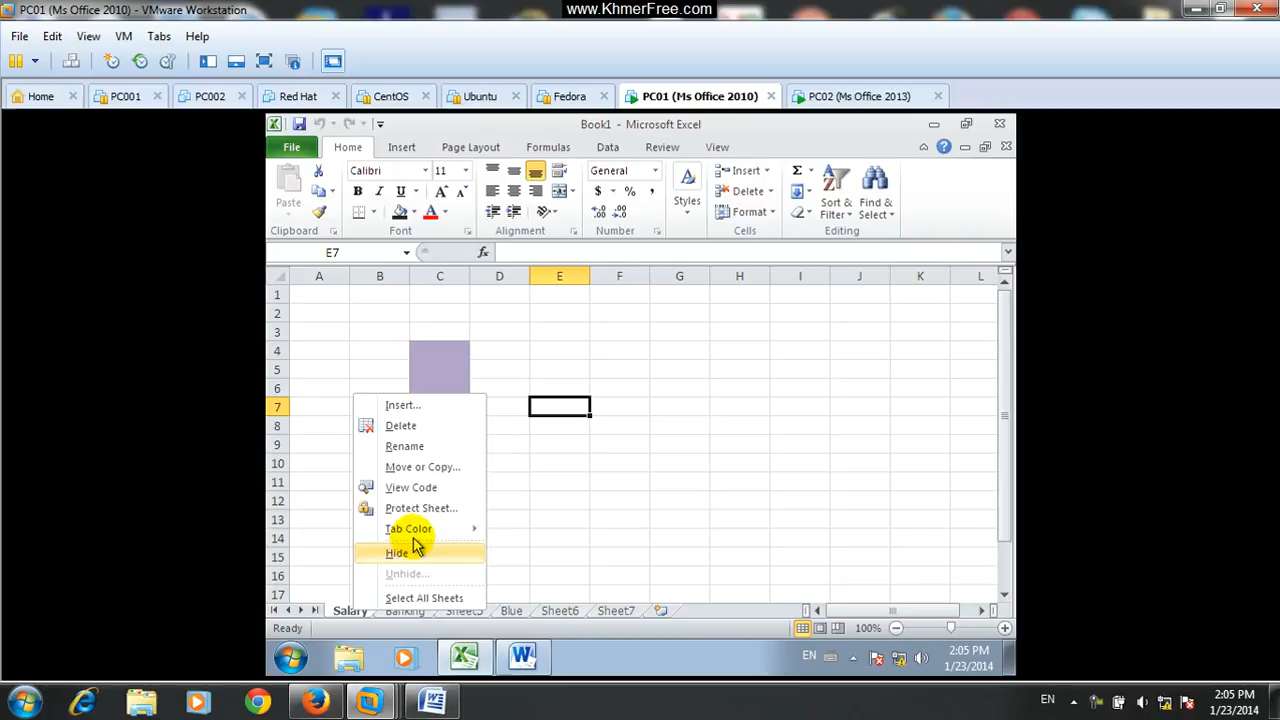 PC01 (Ms Office 2010) - VMware Workstation
www.KhmerFree.com
File Edit View VM Tabs Help
Home PC001 PC002 Red Hat CentOS Ubuntu Fedora PC01 (Ms Office 2010) PC02 (Ms Office 2013)
Book1 - Microsoft Excel
File Home Insert Page Layout Formulas Data Review View
Calibri 11 General Insert Σ
Paste B I U $ % , Styles Delete Sort & Filter Find & Select
A Format
Clipboard Font Alignment Number Cells Editing
E7 fx
A B C D E F G H I J K L
1
2
3
4
5
6
7
8
9
10
11
12
13
14
15
16
17
Insert...
Delete
Rename
Move or Copy...
View Code
Protect Sheet...
Tab Color
Hide
Unhide...
Select All Sheets
Salary Banking Sheet5 Blue Sheet6 Sheet7
Ready 100%
EN 2:05 PM
1/23/2014
EN 2:05 PM
1/23/2014